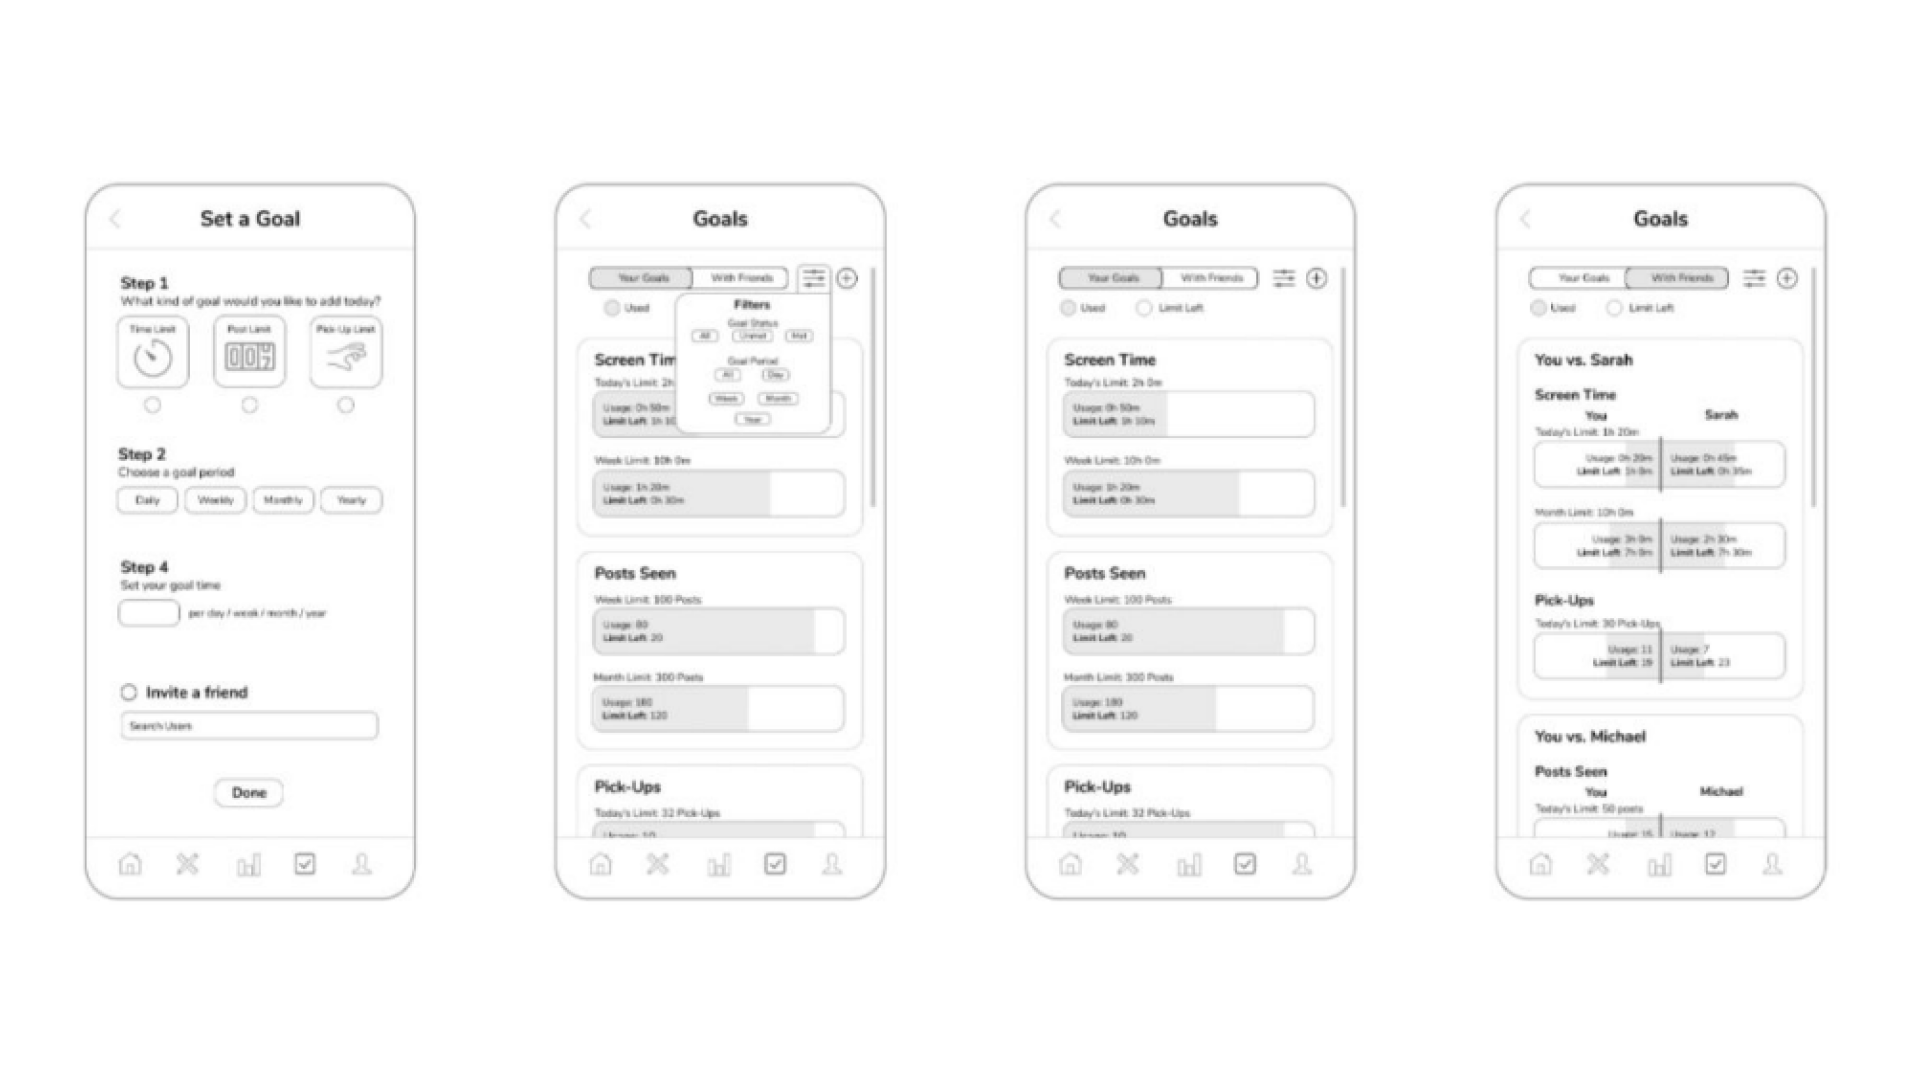 Set a Goal
Step 1
What kind of goal would you like to add today?
Time Limit
Post Limit
Pick-Up Limit
Step 2
Choose a goal period
Daily
Weekly
Monthly
Yearly
Step 4
Set your goal time
per day / week / month / year
Invite a friend
Search Users
Done
Goals
Your Goals
With Friends
Used
Filters
Goal Status
All
Unmet
Met
Goal Period
All
Day
Week
Month
Year
Screen Tim
Today's Limit: 2h
Usage: 0h 50m
Limit Left: 1h 10
Week Limit: 10h 0m
Usage: 1h 20m
Limit Left: 0h 30m
Posts Seen
Week Limit: 100 Posts
Usage: 80
Limit Left: 20
Month Limit: 300 Posts
Usage: 180
Limit Left: 120
Pick-Ups
Today's Limit: 32 Pick-Ups
Usage: 10
Goals
Your Goals
With Friends
Used
Limit Left
Screen Time
Today's Limit: 2h 0m
Usage: 0h 50m
Limit Left: 1h 10m
Week Limit: 10h 0m
Usage: 1h 20m
Limit Left: 0h 30m
Posts Seen
Week Limit: 100 Posts
Usage: 80
Limit Left: 20
Month Limit: 300 Posts
Usage: 180
Limit Left: 120
Pick-Ups
Today's Limit: 32 Pick-Ups
Usage: 10
Goals
Your Goals
With Friends
Used
Limit Left
You vs. Sarah
Screen Time
You
Sarah
Today's Limit: 1h 20m
Usage: 0h 20m
Limit Left: 1h 0m
Usage: 0h 45m
Limit Left: 0h 35m
Month Limit: 10h 0m
Usage: 3h 0m
Limit Left: 7h 0m
Usage: 2h 30m
Limit Left: 7h 30m
Pick-Ups
Today's Limit: 30 Pick-Ups
Usage: 11
Limit Left: 19
Usage: 7
Limit Left: 23
You vs. Michael
Posts Seen
You
Michael
Today's Limit: 50 posts
Usage: 15
Usage: 12